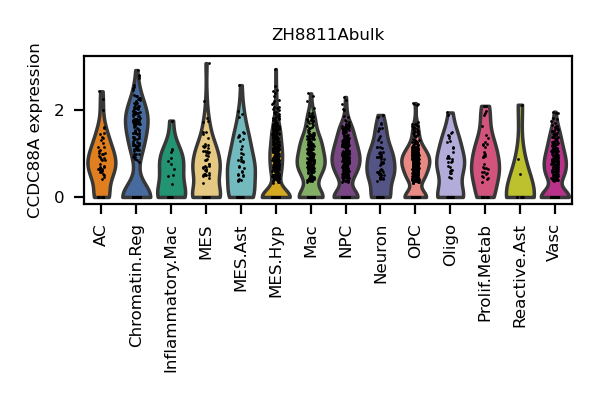 ZH8811Abulk
CCDC88A expression
2
0
AC
Chromatin.Reg
Inflammatory.Mac
MES
MES.Ast
MES.Hyp
Mac
NPC
Neuron
OPC
Oligo
Prolif.Metab
Reactive.Ast
Vasc